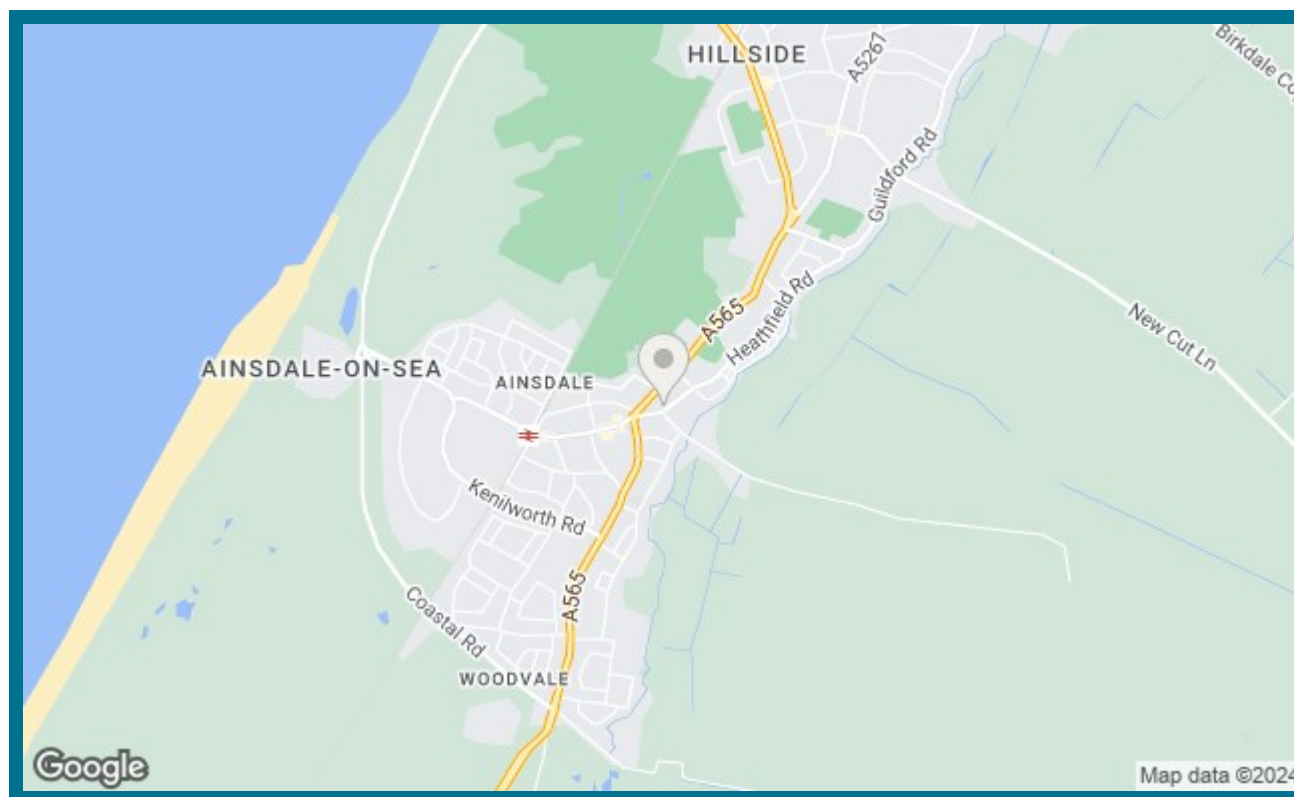 HILLSIDE
A5267
Birkdale Co
Guildford Rd
New Cut Ln
A565
Heathfield Rd
AINSDALE-ON-SEA
AINSDALE
Kenilworth Rd
A565
Coastal Rd
WOODVALE
Google
Map data ©2024